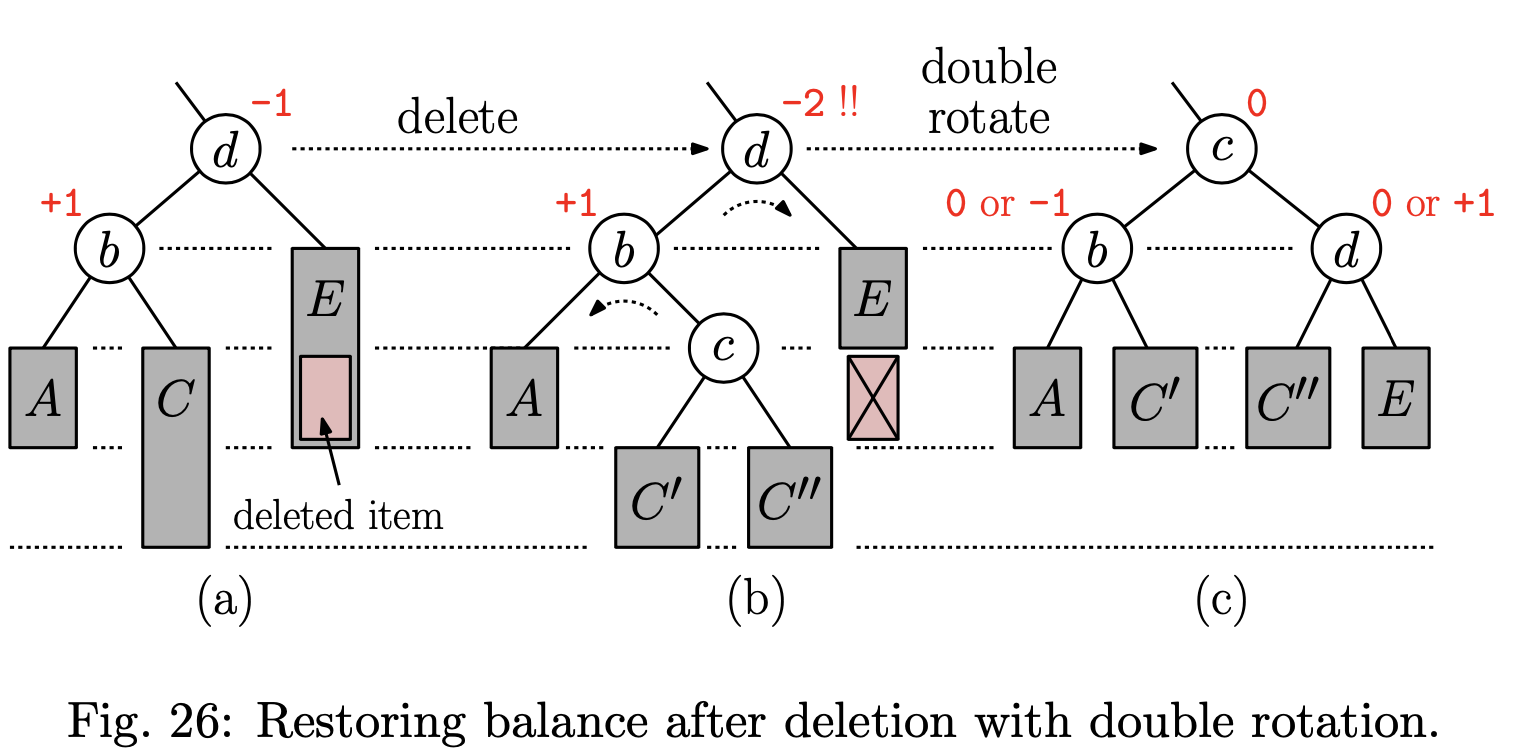 double
rotate
delete
-1
-2 !!
0
d
d
c
+1
+1
0 or -1
0 or +1
b
b
b
d
E
E
A
C
A
c
A
C′
C′′
E
C′
C′′
deleted item
(a)
(b)
(c)
Fig. 26: Restoring balance after deletion with double rotation.